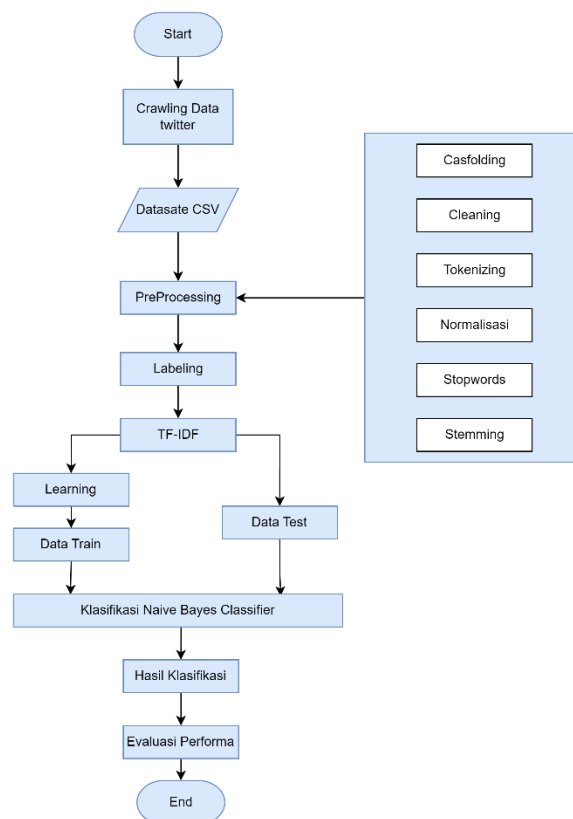 Start
Crawling Data
twitter
Datasate CSV
PreProcessing
Labeling
TF-IDF
Learning
Data Train
Data Test
Klasifikasi Naive Bayes Classifier
Hasil Klasifikasi
Evaluasi Performa
End
Casfolding
Cleaning
Tokenizing
Normalisasi
Stopwords
Stemming